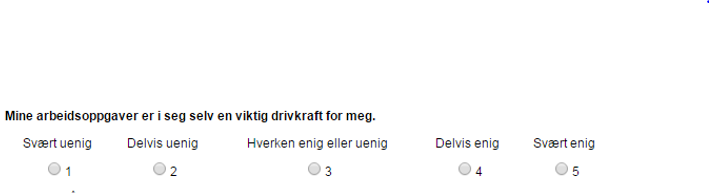 Mine arbeidsoppgaver er i seg selv en viktig drivkraft for meg.
Svært uenig Delvis uenig Hverken enig eller uenig Delvis enig Svært enig
1 2 3 4 5